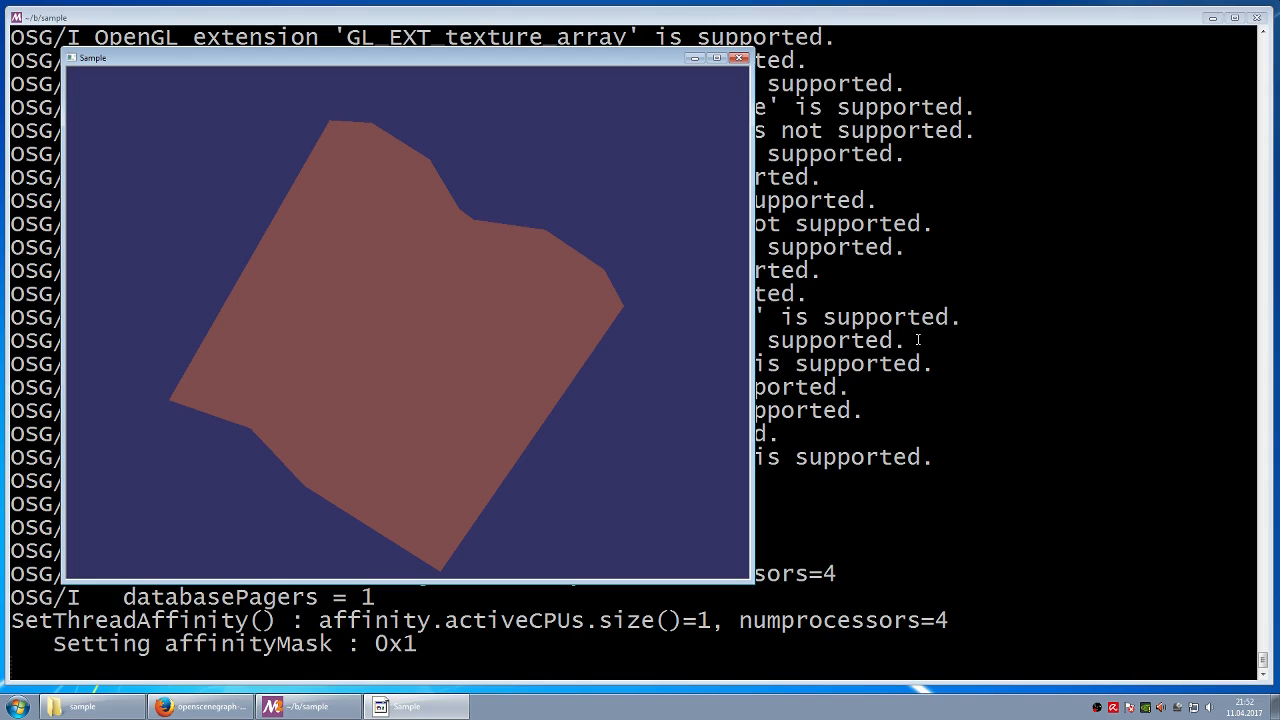 ~/b/sample
OSG/I OpenGL extension 'GL_EXT_texture_array' is supported.
Sample
OSG/ ted.
OSG/ supported.
OSG/ e' is supported.
OSG/ s not supported.
OSG/ supported.
OSG/ rted.
OSG/ upported.
OSG/ ot supported.
OSG/ supported.
OSG/ rted.
OSG/ ted.
OSG/ ' is supported.
OSG/ supported.
OSG/ is supported.
OSG/ pported.
OSG/ pported.
OSG/ d.
OSG/ is supported.
OSG/
OSG/
OSG/
OSG/
OSG/ sors=4
OSG/I databasePagers = 1
SetThreadAffinity() : affinity.activeCPUs.size()=1, numprocessors=4
Setting affinityMask : 0x1
sample openscenegraph-... ~/b/sample Sample 21:52
11.04.2017